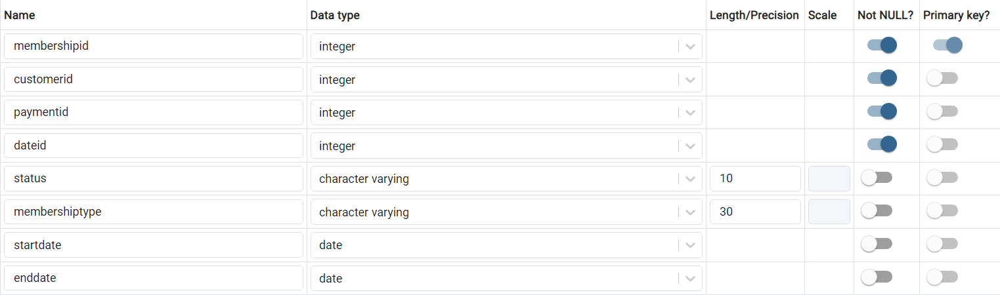 Name Data type Length/Precision Scale Not NULL? Primary key?
membershipid integer
customerid integer
paymentid integer
dateid integer
status character varying 10
membershiptype character varying 30
startdate date
enddate date